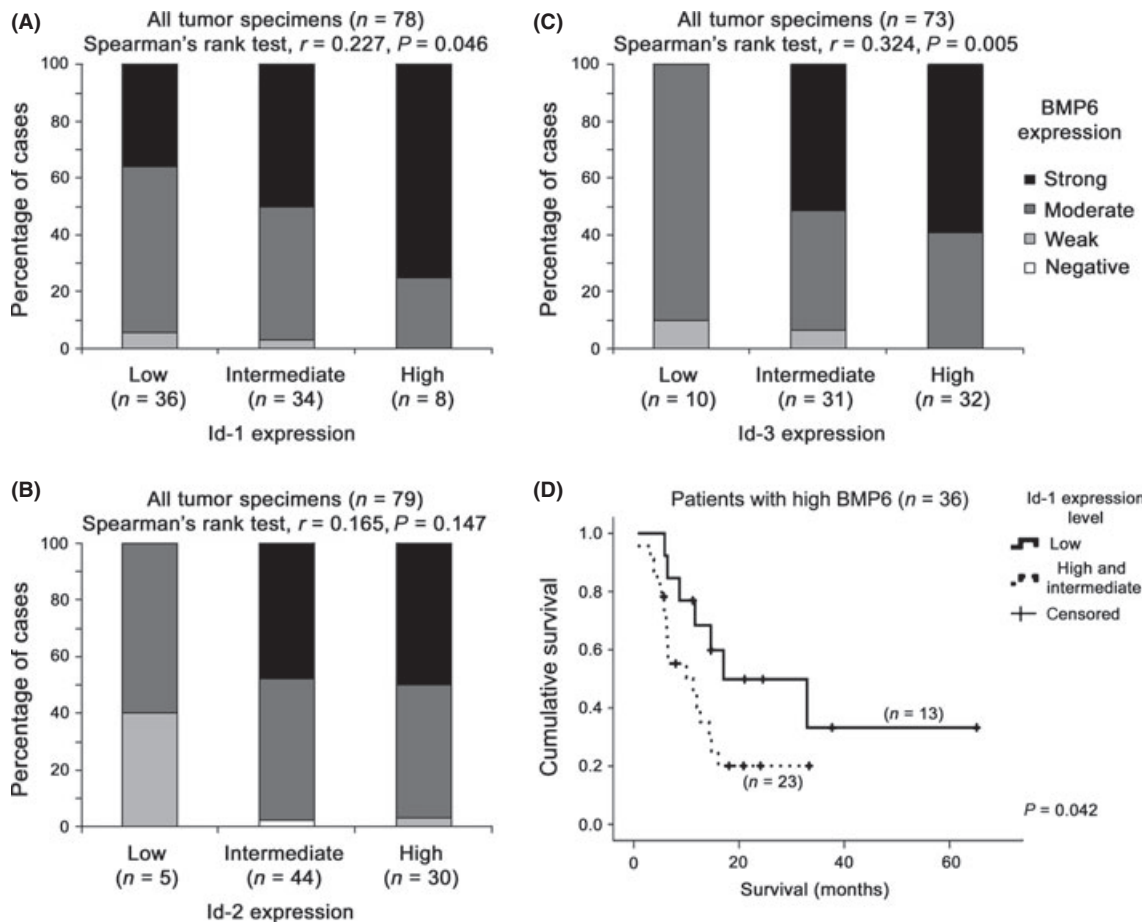 (A)
All tumor specimens (n = 78)
Spearman's rank test, r = 0.227, P = 0.046
Percentage of cases
100
80
60
40
20
0
Low Intermediate High
(n = 36) (n = 34) (n = 8)
Id-1 expression
(C)
All tumor specimens (n = 73)
Spearman's rank test, r = 0.324, P = 0.005
Percentage of cases
100
80
60
40
20
0
Low Intermediate High
(n = 10) (n = 31) (n = 32)
Id-3 expression
BMP6
expression
Strong
Moderate
Weak
Negative
(B)
All tumor specimens (n = 79)
Spearman's rank test, r = 0.165, P = 0.147
Percentage of cases
100
80
60
40
20
0
Low Intermediate High
(n = 5) (n = 44) (n = 30)
Id-2 expression
(D)
Patients with high BMP6 (n = 36)
Cumulative survival
1.0
0.8
0.6
0.4
0.2
0.0
(n = 13)
(n = 23)
0 20 40 60
Survival (months)
Id-1 expression
level
Low
High and
intermediate
Censored
P = 0.042